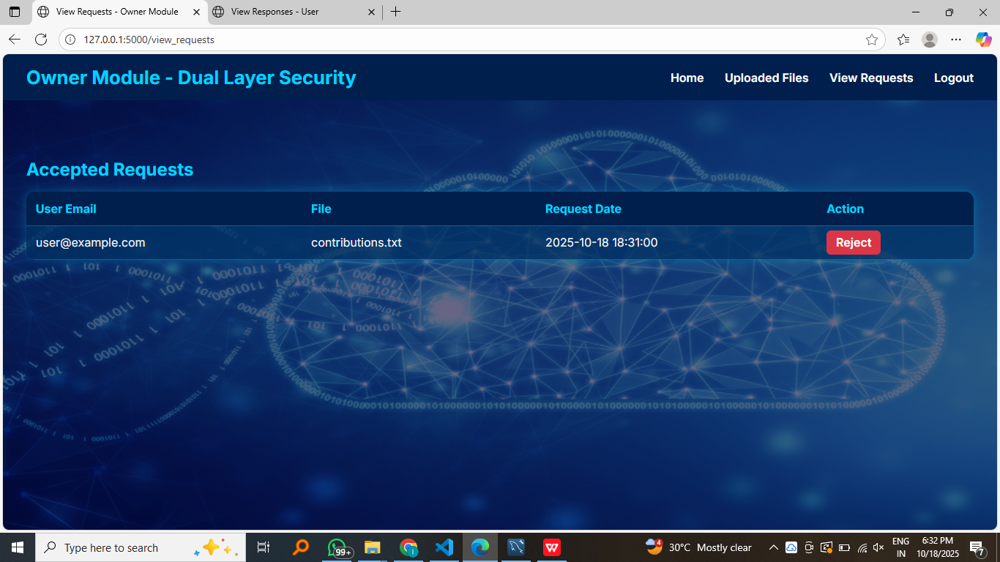 View Requests - Owner Module
View Responses - User
127.0.0.1:5000/view_requests
Owner Module - Dual Layer Security
Home Uploaded Files View Requests Logout
Accepted Requests
User Email File Request Date Action
user@example.com contributions.txt 2025-10-18 18:31:00 Reject
Type here to search
99+
4
30°C Mostly clear
ENG
IN
6:32 PM
10/18/2025
7